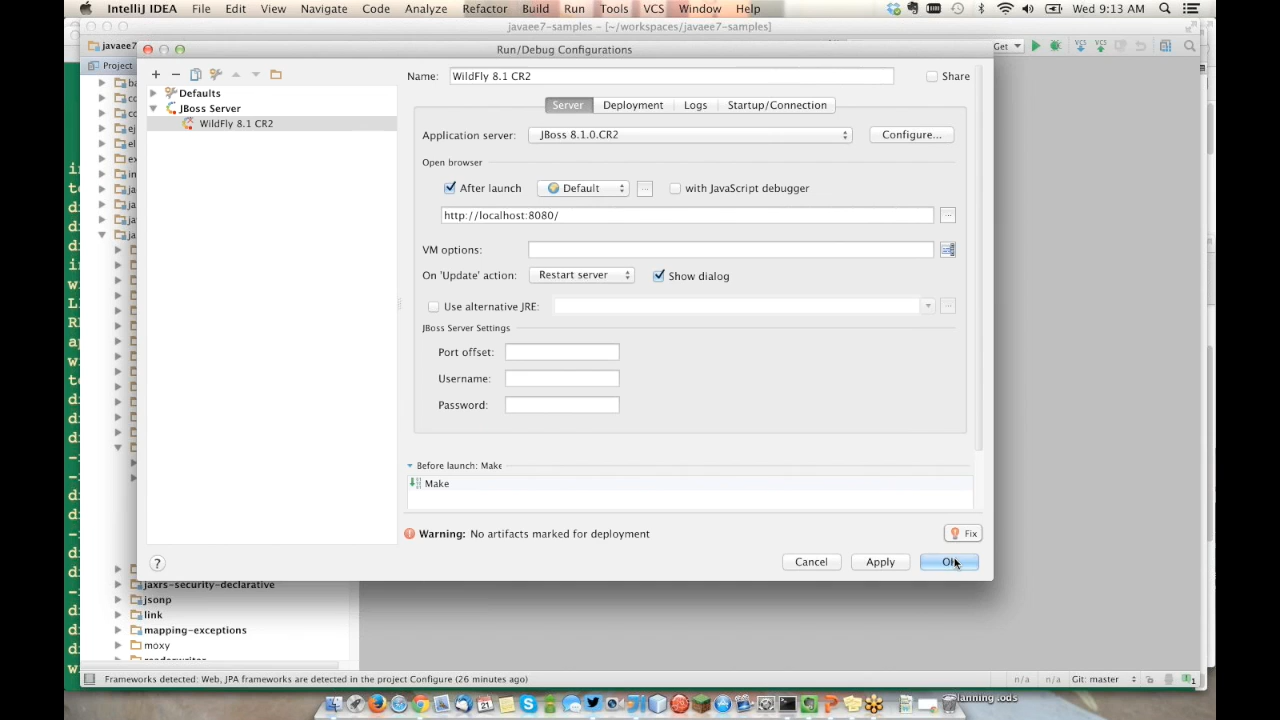 IntelliJ IDEA File Edit View Navigate Code Analyze Refactor Build Run Tools VCS Window Help Wed 9:13 AM
javaee7-samples - [~/workspaces/javaee7-samples]
javaee7 Get
Project
Run/Debug Configurations
Defaults
JBoss Server
WildFly 8.1 CR2
Name: WildFly 8.1 CR2 Share
Server Deployment Logs Startup/Connection
Application server: JBoss 8.1.0.CR2 Configure...
Open browser
After launch Default ... with JavaScript debugger
http://localhost:8080/ ...
VM options:
On 'Update' action: Restart server Show dialog
Use alternative JRE: ...
JBoss Server Settings
Port offset:
Username:
Password:
Before launch: Make
Make
Warning: No artifacts marked for deployment Fix
? Cancel Apply OK
jaxrs-security-declarative
jsonp
link
mapping-exceptions
moxy
Frameworks detected: Web, JPA frameworks are detected in the project Configure (26 minutes ago) n/a n/a Git: master 1
lanning .ods